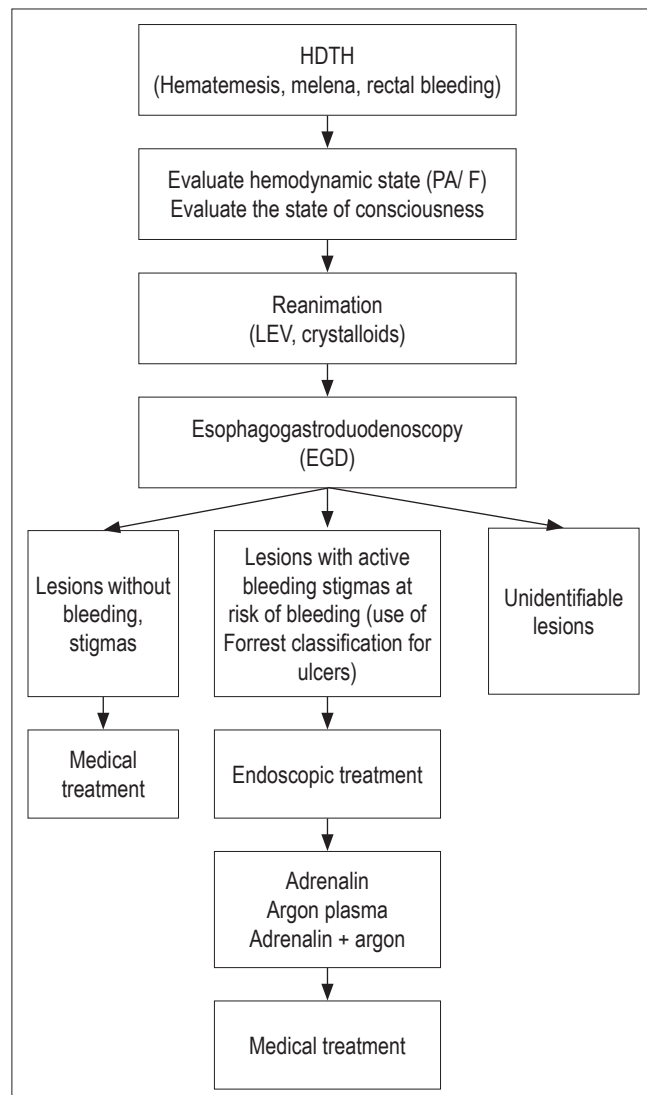 HDTH
(Hematemesis, melena, rectal bleeding)
Evaluate hemodynamic state (PA/ F)
Evaluate the state of consciousness
Reanimation
(LEV, crystalloids)
Esophagogastroduodenoscopy
(EGD)
Lesions without
bleeding,
stigmas
Lesions with active
bleeding stigmas at
risk of bleeding (use of
Forrest classification for
ulcers)
Unidentifiable
lesions
Medical
treatment
Endoscopic treatment
Adrenalin
Argon plasma
Adrenalin + argon
Medical treatment